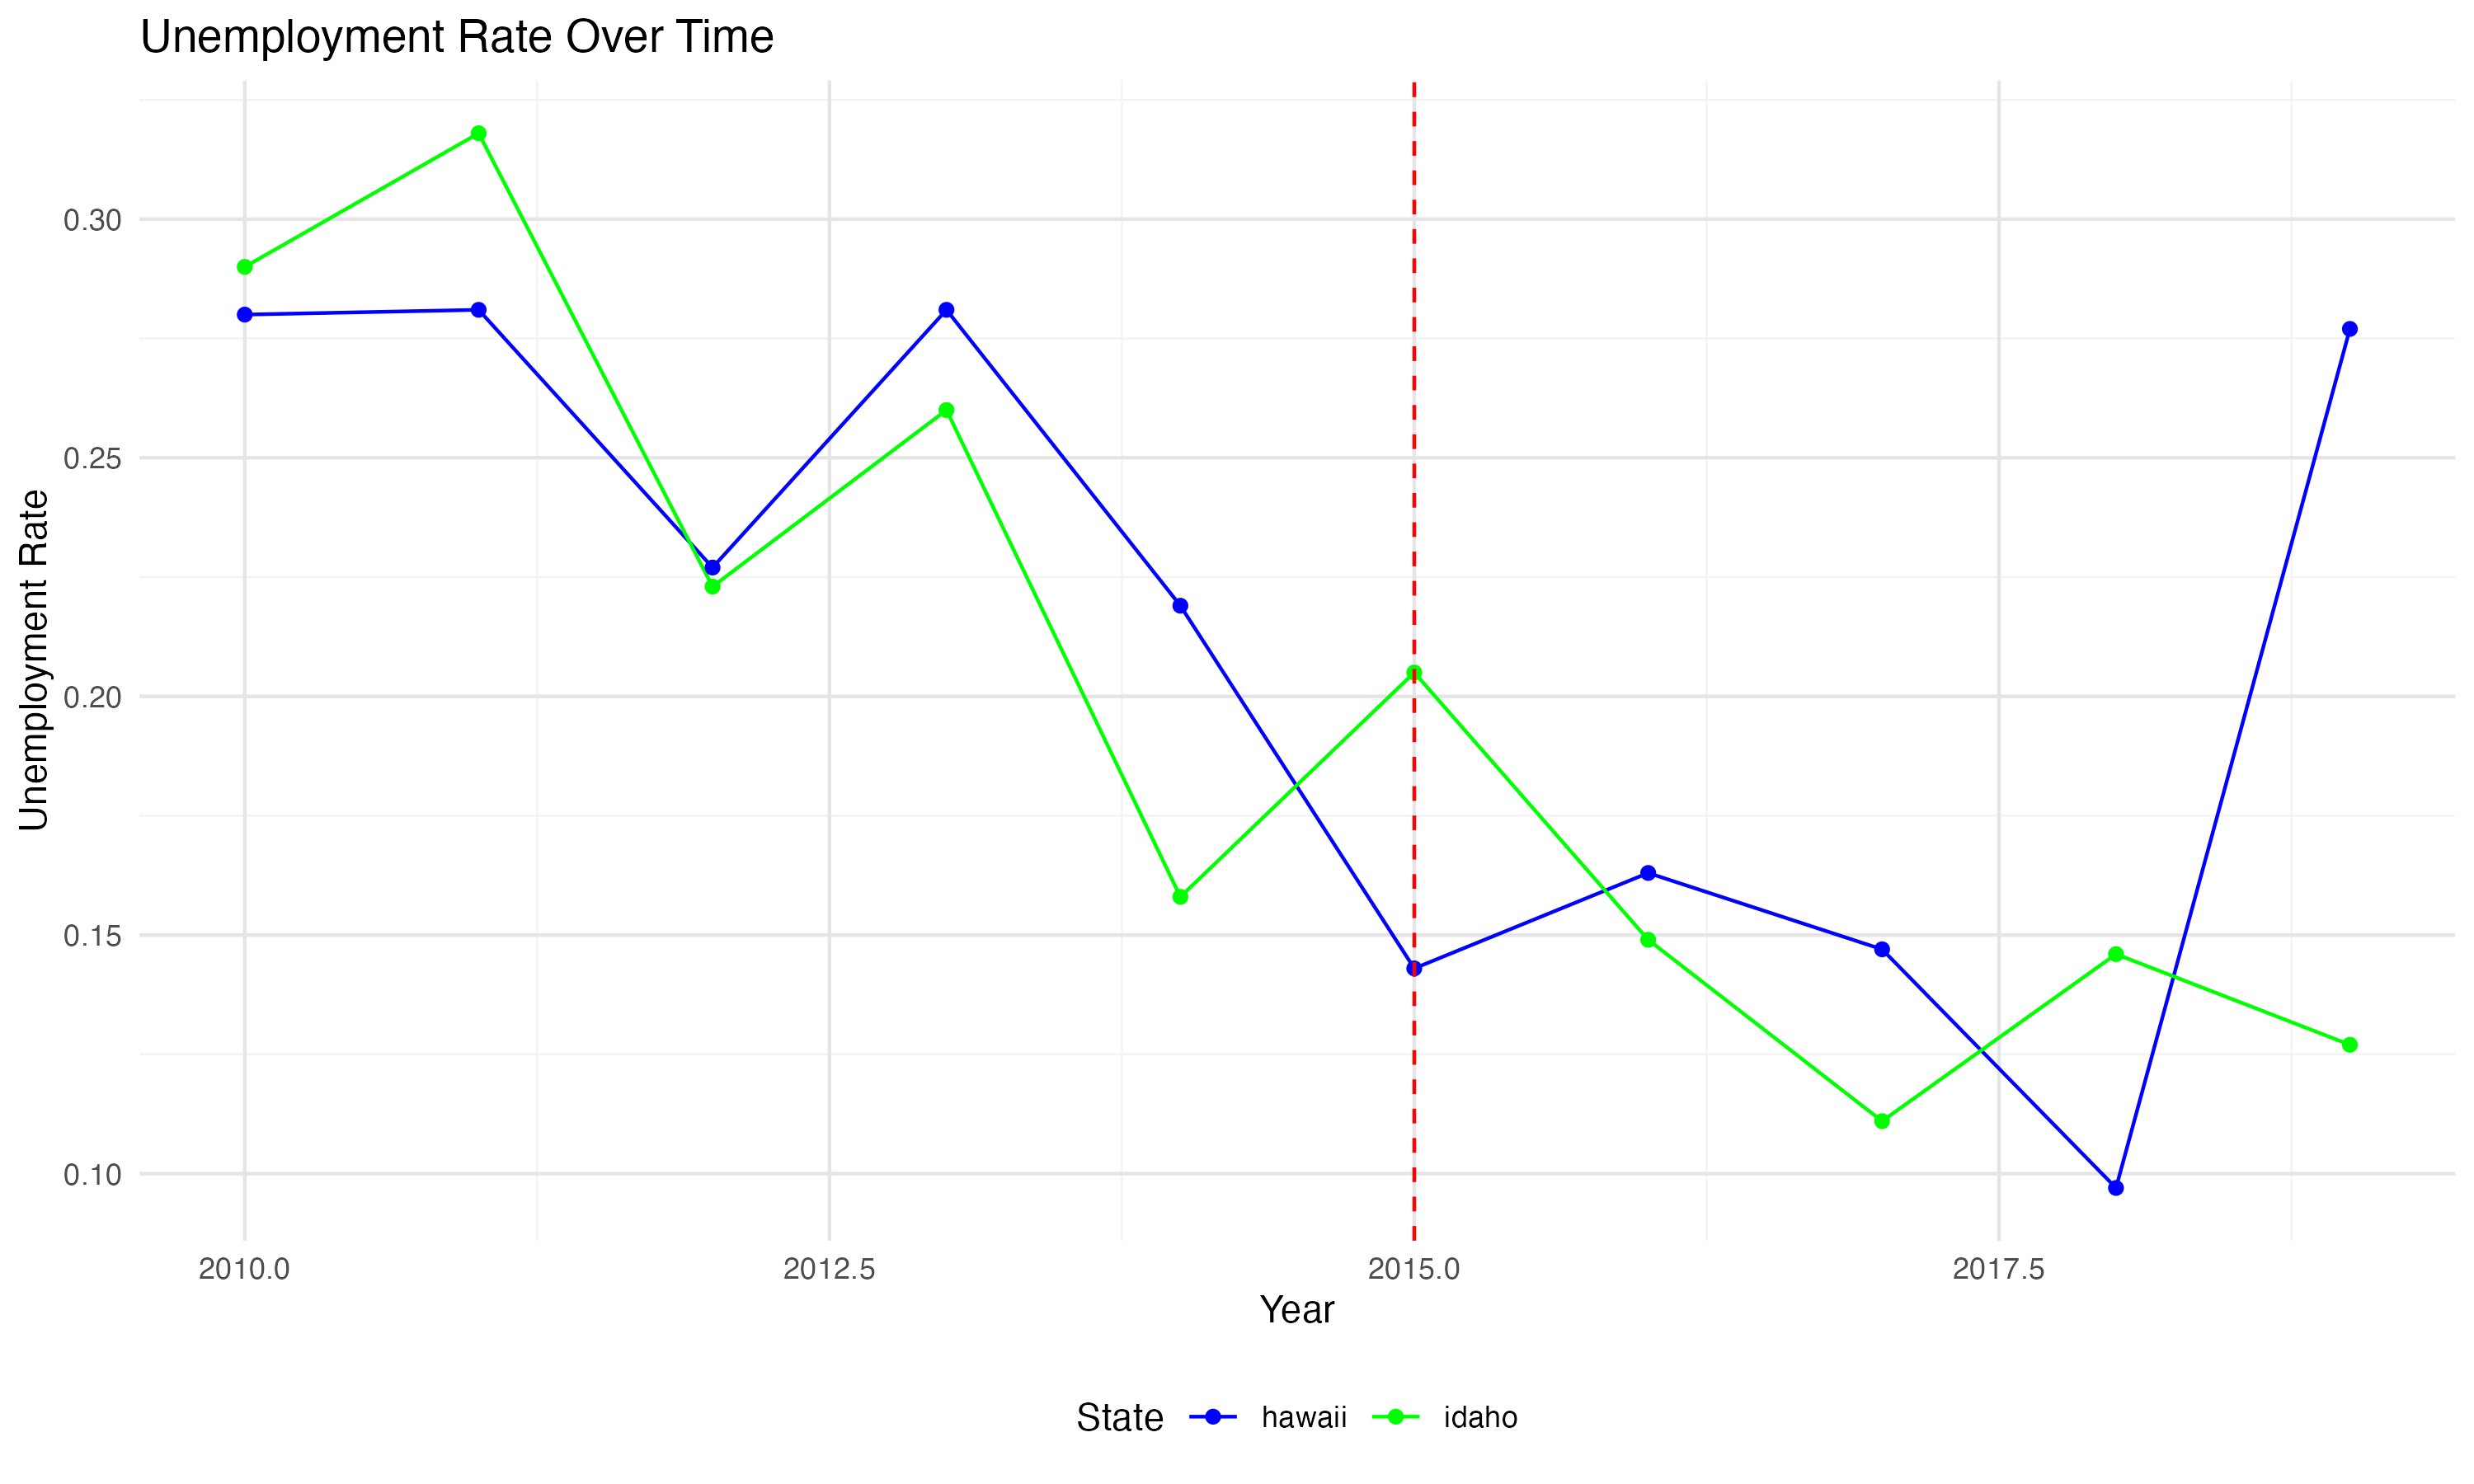 Unemployment Rate Over Time
Unemployment Rate
0.30
0.25
0.20
0.15
0.10
2010.0 2012.5 2015.0 2017.5
Year
State hawaii idaho